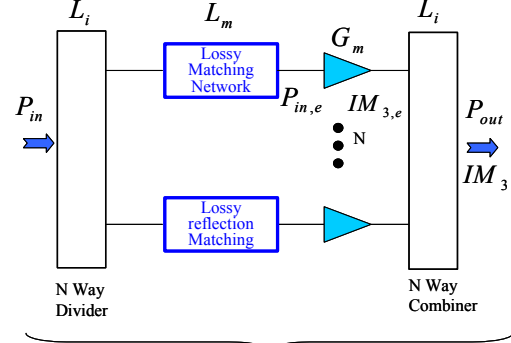 L_i L_m L_i
Lossy
Matching
Network
G_m
P_in
P_in,e
IM_3,e
N
P_out
IM_3
Lossy
reflection
Matching
N Way
Divider
N Way
Combiner